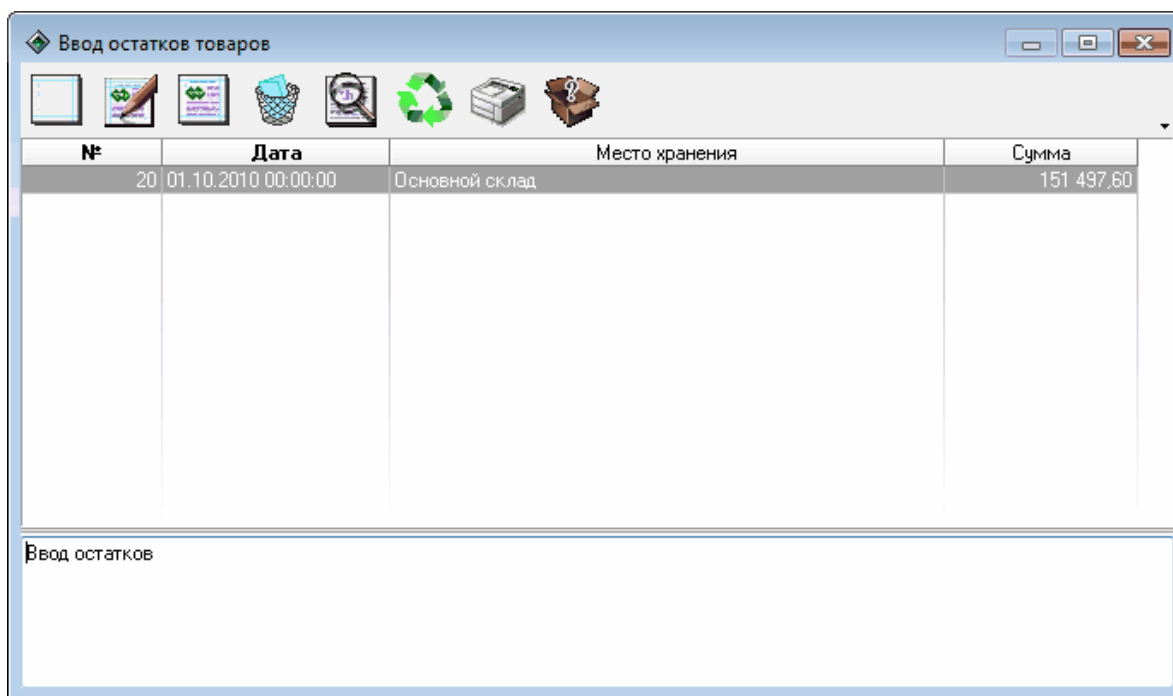 Ввод остатков товаров
№ Дата Место хранения Сумма
20 01.10.2010 00:00:00 Основной склад 151 497,60
Ввод остатков